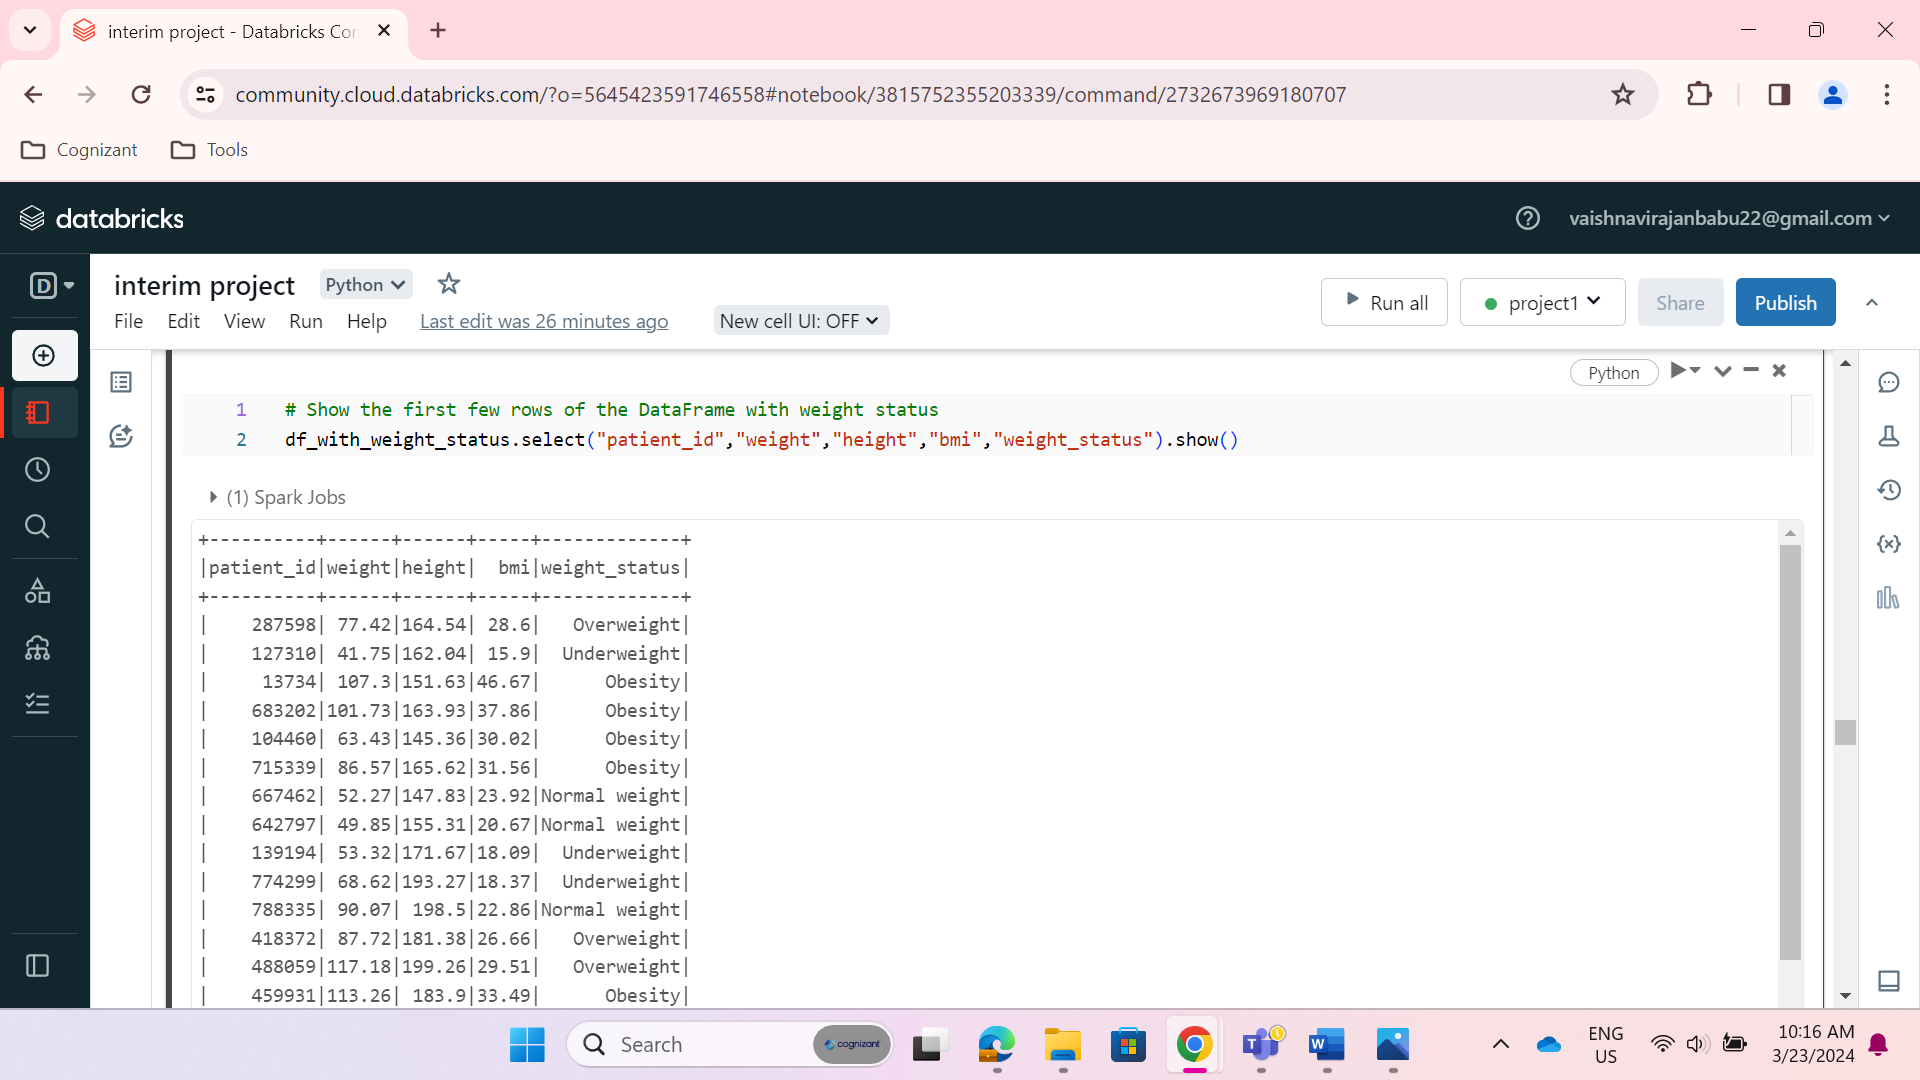 interim project - Databricks Con
community.cloud.databricks.com/?o=5645423591746558#notebook/3815752355203339/command/2732673969180707
Cognizant
Tools
databricks
vaishnavirajanbabu22@gmail.com
D
interim project
Python
File Edit View Run Help
Last edit was 26 minutes ago
New cell UI: OFF
Run all
project1
Share
Publish
Python
1 # Show the first few rows of the DataFrame with weight status
2 df_with_weight_status.select("patient_id","weight","height","bmi","weight_status").show()
(1) Spark Jobs
+----------+------+------+-----+-------------+
|patient_id|weight|height|  bmi|weight_status|
+----------+------+------+-----+-------------+
|    287598| 77.42|164.54| 28.6|   Overweight|
|    127310| 41.75|162.04| 15.9|  Underweight|
|     13734| 107.3|151.63|46.67|      Obesity|
|    683202|101.73|163.93|37.86|      Obesity|
|    104460| 63.43|145.36|30.02|      Obesity|
|    715339| 86.57|165.62|31.56|      Obesity|
|    667462| 52.27|147.83|23.92|Normal weight|
|    642797| 49.85|155.31|20.67|Normal weight|
|    139194| 53.32|171.67|18.09|  Underweight|
|    774299| 68.62|193.27|18.37|  Underweight|
|    788335| 90.07| 198.5|22.86|Normal weight|
|    418372| 87.72|181.38|26.66|   Overweight|
|    488059|117.18|199.26|29.51|   Overweight|
|    459931|113.26| 183.9|33.49|      Obesity|
Search
cognizant
ENG
US
10:16 AM
3/23/2024